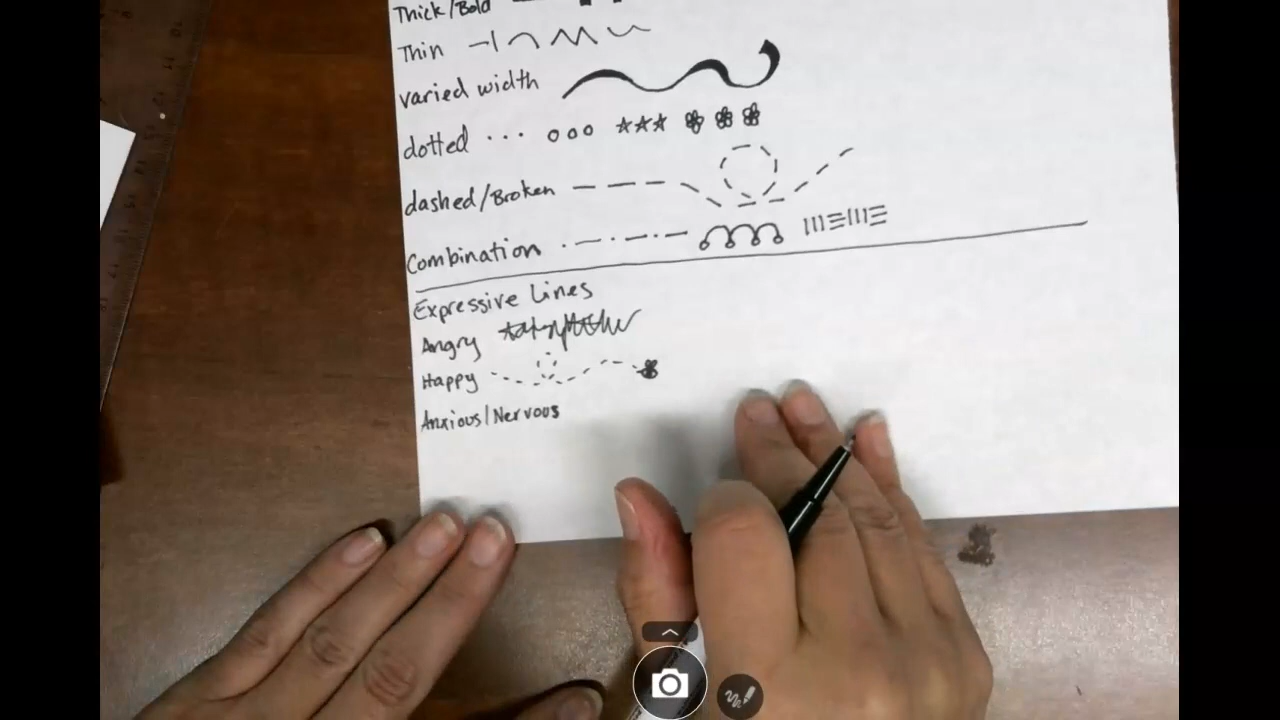 Thick/Bold
Thin
varied width
dotted
dashed/Broken
Combination
Expressive Lines
Angry
Happy
Anxious/Nervous